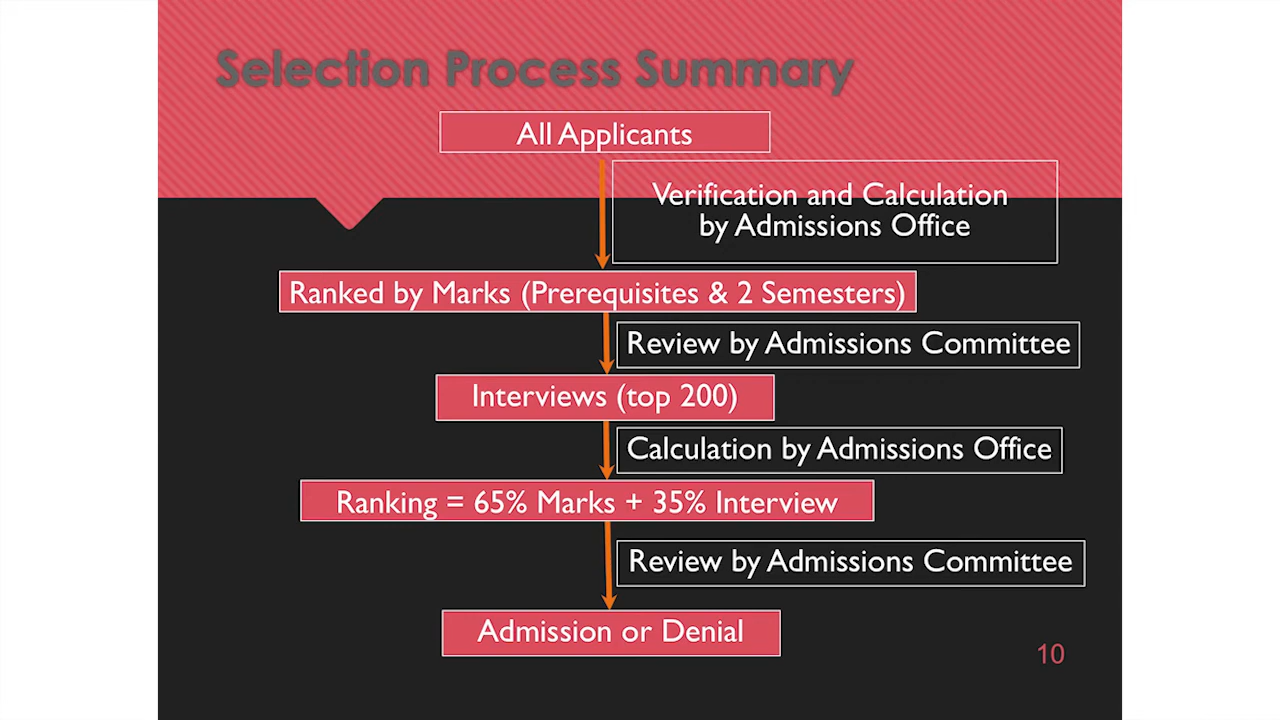 Selection Process Summary
All Applicants
Verification and Calculation
by Admissions Office
Ranked by Marks (Prerequisites & 2 Semesters)
Review by Admissions Committee
Interviews (top 200)
Calculation by Admissions Office
Ranking = 65% Marks + 35% Interview
Review by Admissions Committee
Admission or Denial
10